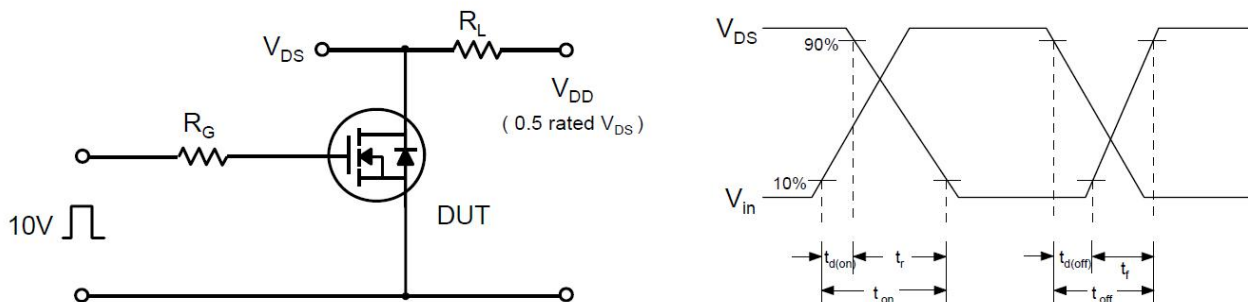 V_DS
R_L
V_DD
( 0.5 rated V_DS )
R_G
10V
DUT
V_DS
90%
10%
V_in
t_d(on)
t_r
t_on
t_d(off)
t_f
t_off